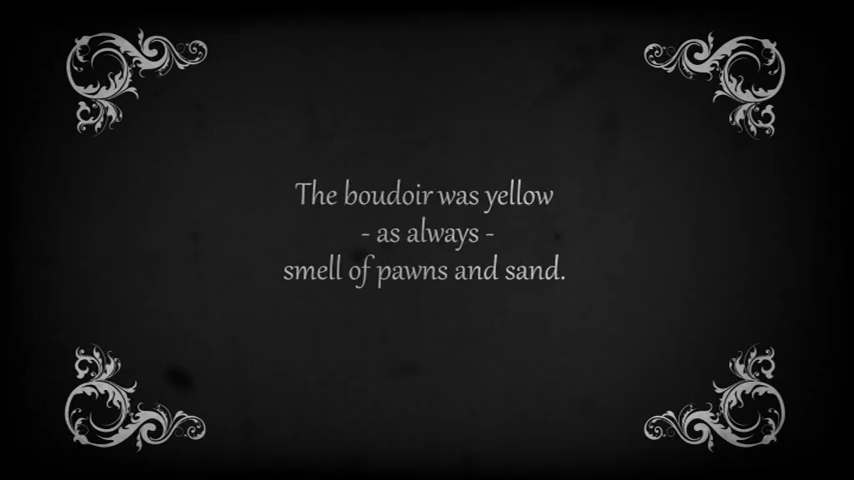 The boudoir was yellow
- as always -
smell of pawns and sand.